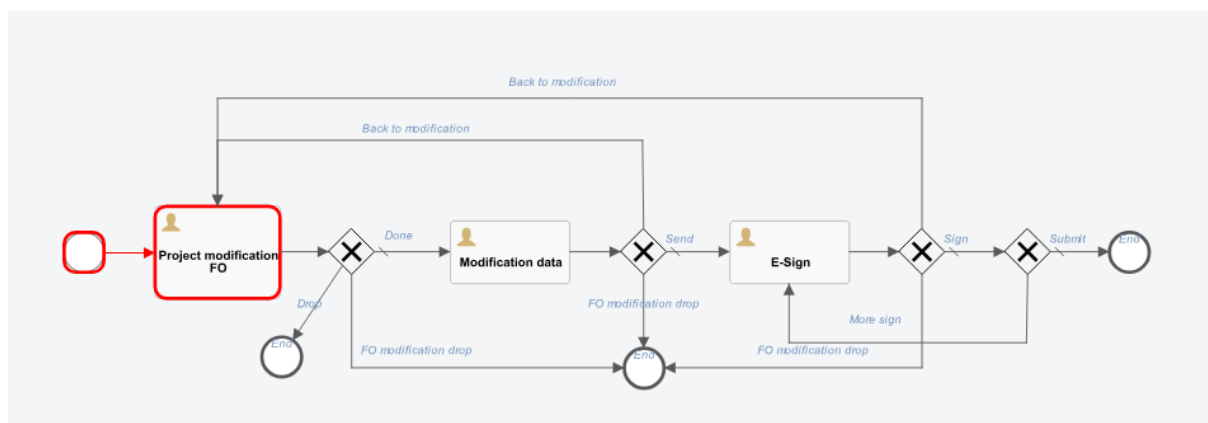 Back to modification
Back to modification
Project modification
FO
Done
Modification data
Send
E-Sign
Sign
Submit
End
Drop
FO modification drop
More sign
End
FO modification drop
End
FO modification drop